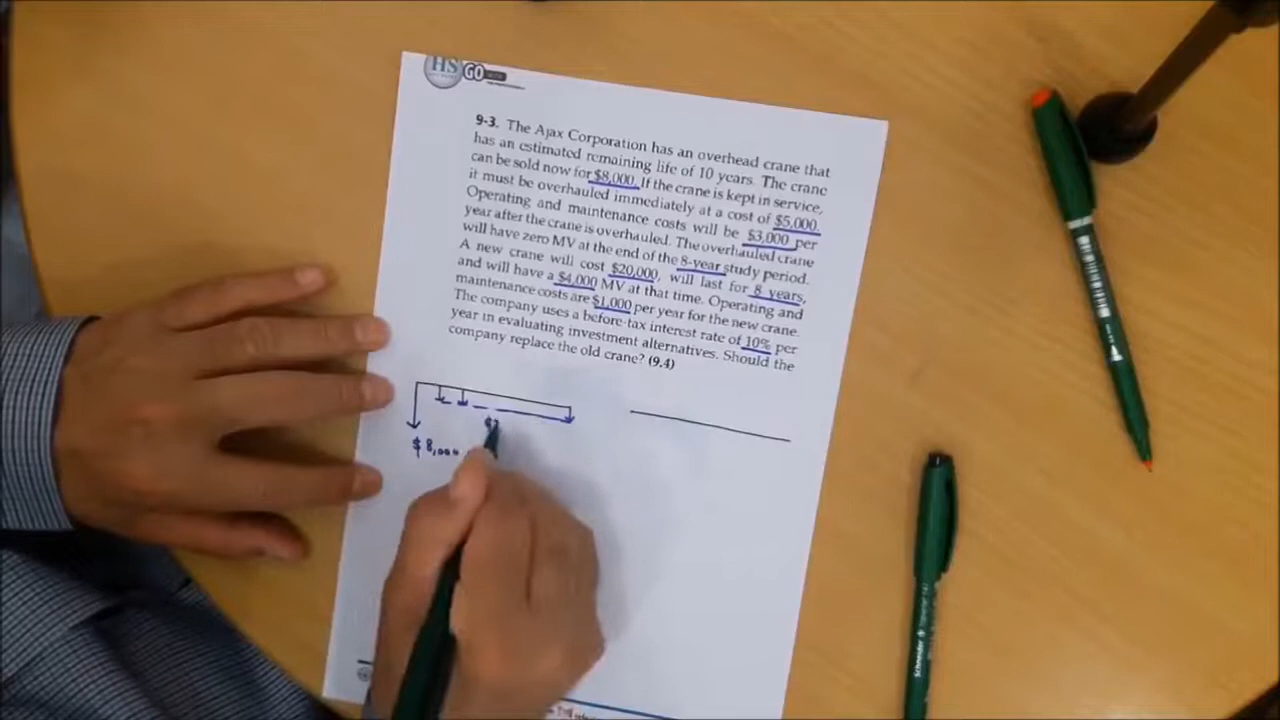 HS GO
9-3. The Ajax Corporation has an overhead crane that
has an estimated remaining life of 10 years. The crane
can be sold now for $8,000. If the crane is kept in service,
it must be overhauled immediately at a cost of $5,000.
Operating and maintenance costs will be $3,000 per
year after the crane is overhauled. The overhauled crane
will have zero MV at the end of the 8-year study period.
A new crane will cost $20,000, will last for 8 years,
and will have a $4,000 MV at that time. Operating and
maintenance costs are $1,000 per year for the new crane.
The company uses a before-tax interest rate of 10% per
year in evaluating investment alternatives. Should the
company replace the old crane? (9.4)
$8,000
Schneider